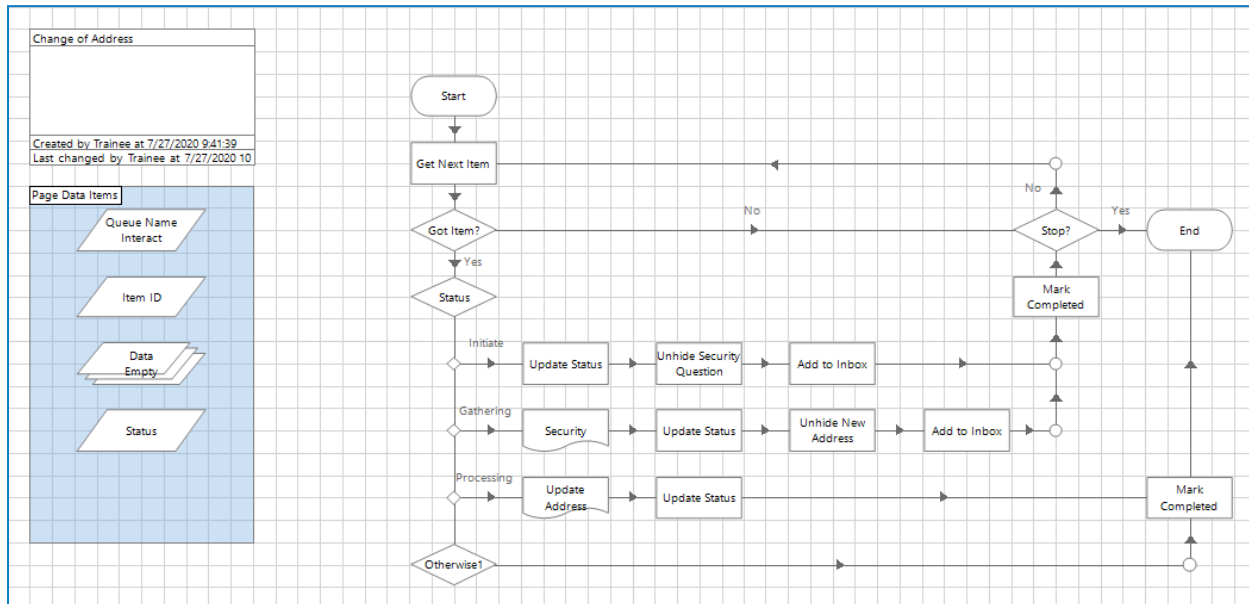 Change of Address
Created by Trainee at 7/27/2020 9:41:39
Last changed by Trainee at 7/27/2020 10
Page Data Items
Queue Name
Interact
Item ID
Data
Empty
Status
Start
Get Next Item
No
Got Item?
No
Stop?
Yes
End
Yes
Status
Mark
Completed
Initiate
Update Status
Unhide Security
Question
Add to Inbox
Gathering
Security
Update Status
Unhide New
Address
Add to Inbox
Processing
Update
Address
Update Status
Mark
Completed
Otherwise1